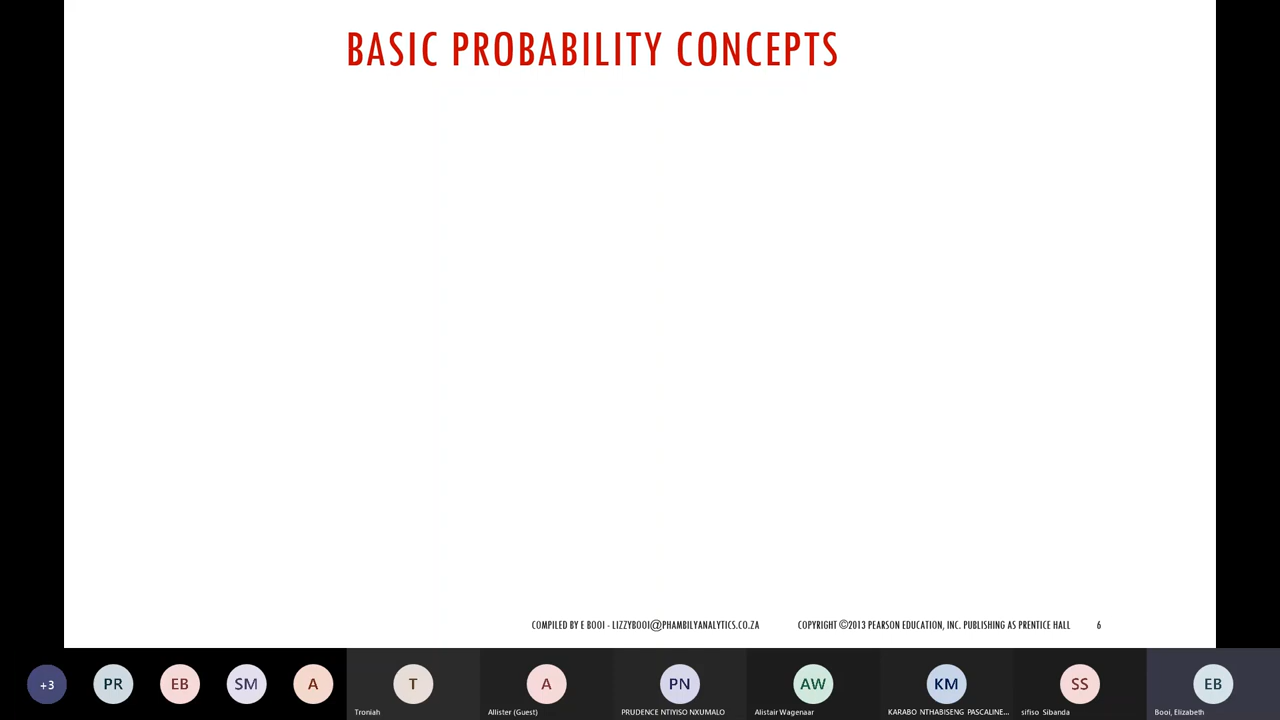 BASIC PROBABILITY CONCEPTS
COMPILED BY E BOOI - LIZZYBOOI@PHAMBILYANALYTICS.CO.ZA COPYRIGHT ©2013 PEARSON EDUCATION, INC. PUBLISHING AS PRENTICE HALL 6
+3 PR EB SM A T A PN AW KM SS EB
Troniah Allister (Guest) PRUDENCE NTIYISO NXUMALO Alistair Wagenaar KARABO NTHABISENG PASCALINE... sifiso Sibanda Booi, Elizabeth